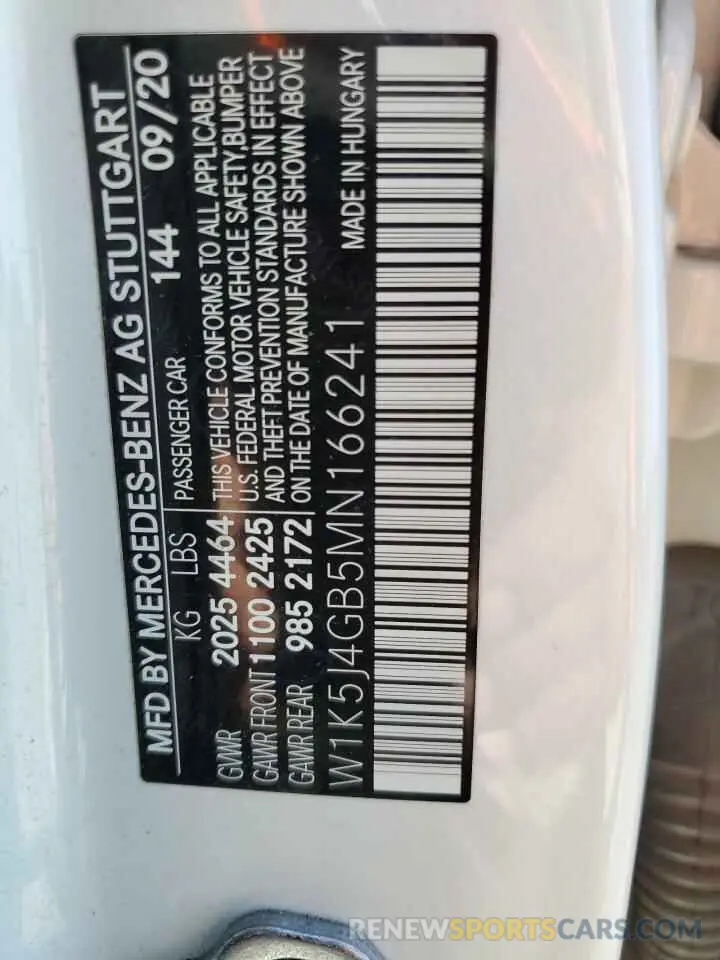 MFD BY MERCEDES-BENZ AG STUTTGART
KG LBS PASSENGER CAR 144 09/20
GVWR 2025 4464 THIS VEHICLE CONFORMS TO ALL APPLICABLE
GAWR FRONT 1100 2425 U.S. FEDERAL MOTOR VEHICLE SAFETY,BUMPER
GAWR REAR 985 2172 AND THEFT PREVENTION STANDARDS IN EFFECT
ON THE DATE OF MANUFACTURE SHOWN ABOVE
W1K5J4GB5MN166241 MADE IN HUNGARY
RENEWSPORTSCARS.COM